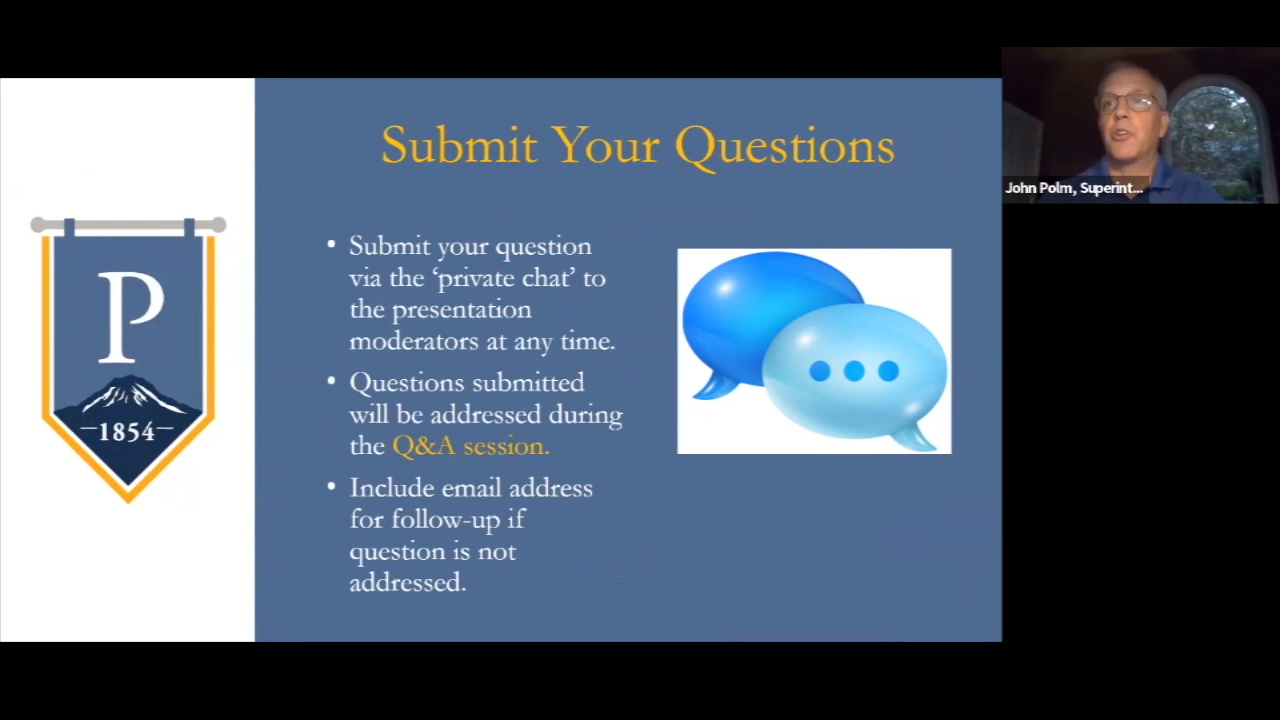 Submit Your Questions
• Submit your question
via the ‘private chat’ to
the presentation
moderators at any time.
• Questions submitted
will be addressed during
the Q&A session.
• Include email address
for follow-up if
question is not
addressed.
P
1854
John Polm, Superint...